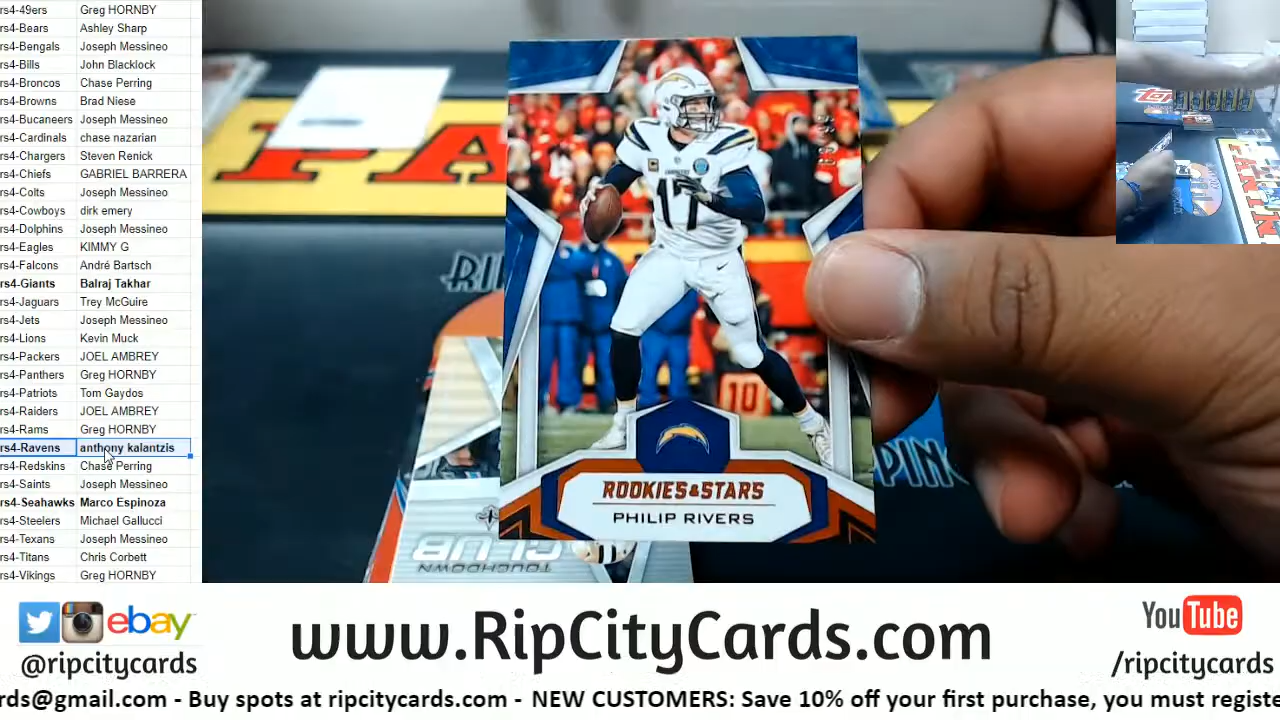 rs4-49ers Greg HORNBY
rs4-Bears Ashley Sharp
rs4-Bengals Joseph Messineo
rs4-Bills John Blacklock
rs4-Broncos Chase Perring
rs4-Browns Brad Niese
rs4-Bucaneers Joseph Messineo
rs4-Cardinals chase nazarian
rs4-Chargers Steven Renick
rs4-Chiefs GABRIEL BARRERA
rs4-Colts Joseph Messineo
rs4-Cowboys dirk emery
rs4-Dolphins Joseph Messineo
rs4-Eagles KIMMY G
rs4-Falcons André Bartsch
rs4-Giants Balraj Takhar
rs4-Jaguars Trey McGuire
rs4-Jets Joseph Messineo
rs4-Lions Kevin Muck
rs4-Packers JOEL AMBREY
rs4-Panthers Greg HORNBY
rs4-Patriots Tom Gaydos
rs4-Raiders JOEL AMBREY
rs4-Rams Greg HORNBY
rs4-Ravens anthony kalantzis
rs4-Redskins Chase Perring
rs4-Saints Joseph Messineo
rs4-Seahawks Marco Espinoza
rs4-Steelers Michael Gallucci
rs4-Texans Joseph Messineo
rs4-Titans Chris Corbett
rs4-Vikings Greg HORNBY
CHARGERS
17
10
ROOKIES&STARS
PHILIP RIVERS
CLUB
TOUCHDOWN
Topps
ebay
@ripcitycards
www.RipCityCards.com
YouTube
/ripcitycards
rds@gmail.com - Buy spots at ripcitycards.com - NEW CUSTOMERS: Save 10% off your first purchase, you must registe